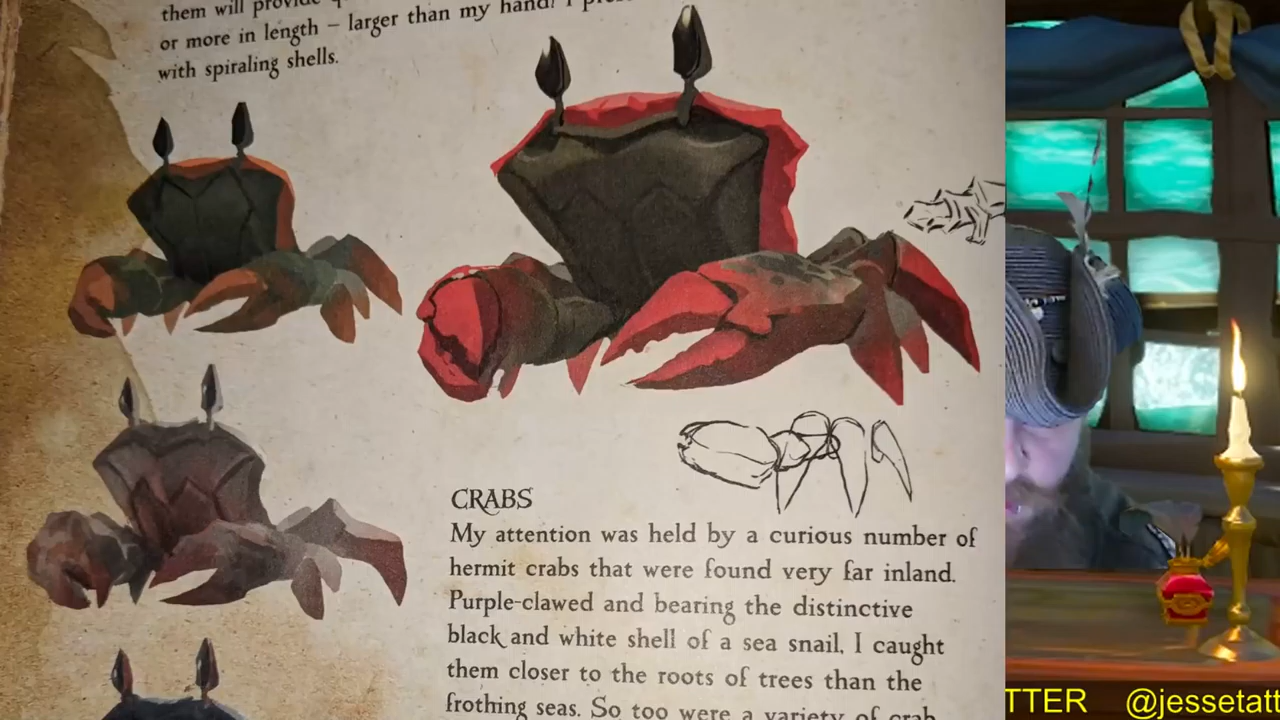 them will provide
or more in length – larger than my hand! I
with spiraling shells.
CRABS
My attention was held by a curious number of
hermit crabs that were found very far inland.
Purple-clawed and bearing the distinctive
black and white shell of a sea snail, I caught
them closer to the roots of trees than the
frothing seas. So too were a variety of crab
TTER @jessetatt